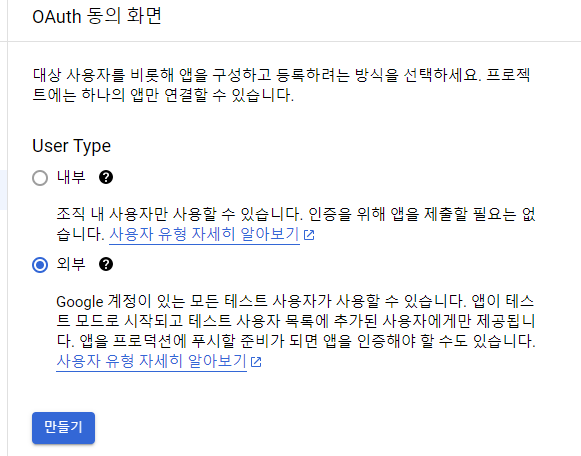 OAuth 동의 화면
대상 사용자를 비롯해 앱을 구성하고 등록하려는 방식을 선택하세요. 프로젝
트에는 하나의 앱만 연결할 수 있습니다.
User Type
내부
조직 내 사용자만 사용할 수 있습니다. 인증을 위해 앱을 제출할 필요는 없
습니다. 사용자 유형 자세히 알아보기
외부
Google 계정이 있는 모든 테스트 사용자가 사용할 수 있습니다. 앱이 테스
트 모드로 시작되고 테스트 사용자 목록에 추가된 사용자에게만 제공됩니
다. 앱을 프로덕션에 푸시할 준비가 되면 앱을 인증해야 할 수도 있습니다.
사용자 유형 자세히 알아보기
만들기